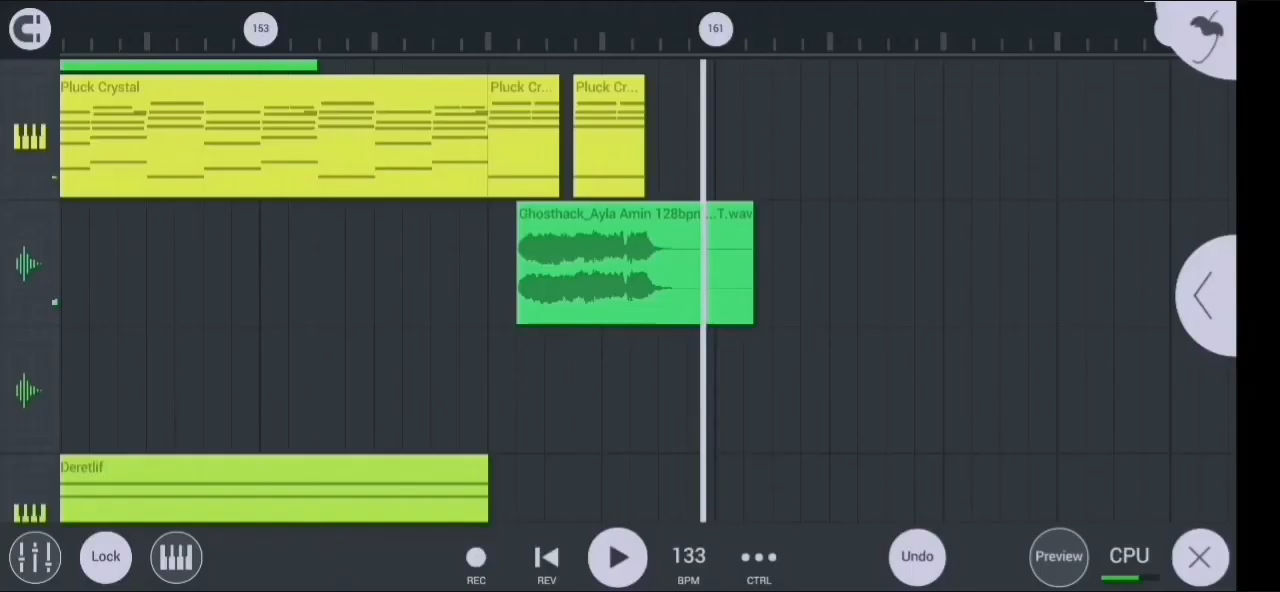 153
161
Pluck Crystal
Pluck Cr...
Pluck Cr...
Ghosthack_Ayla Amin 128bpm ...T.wav
Deretlif
Lock
REC
REV
133
BPM
CTRL
Undo
Preview
CPU